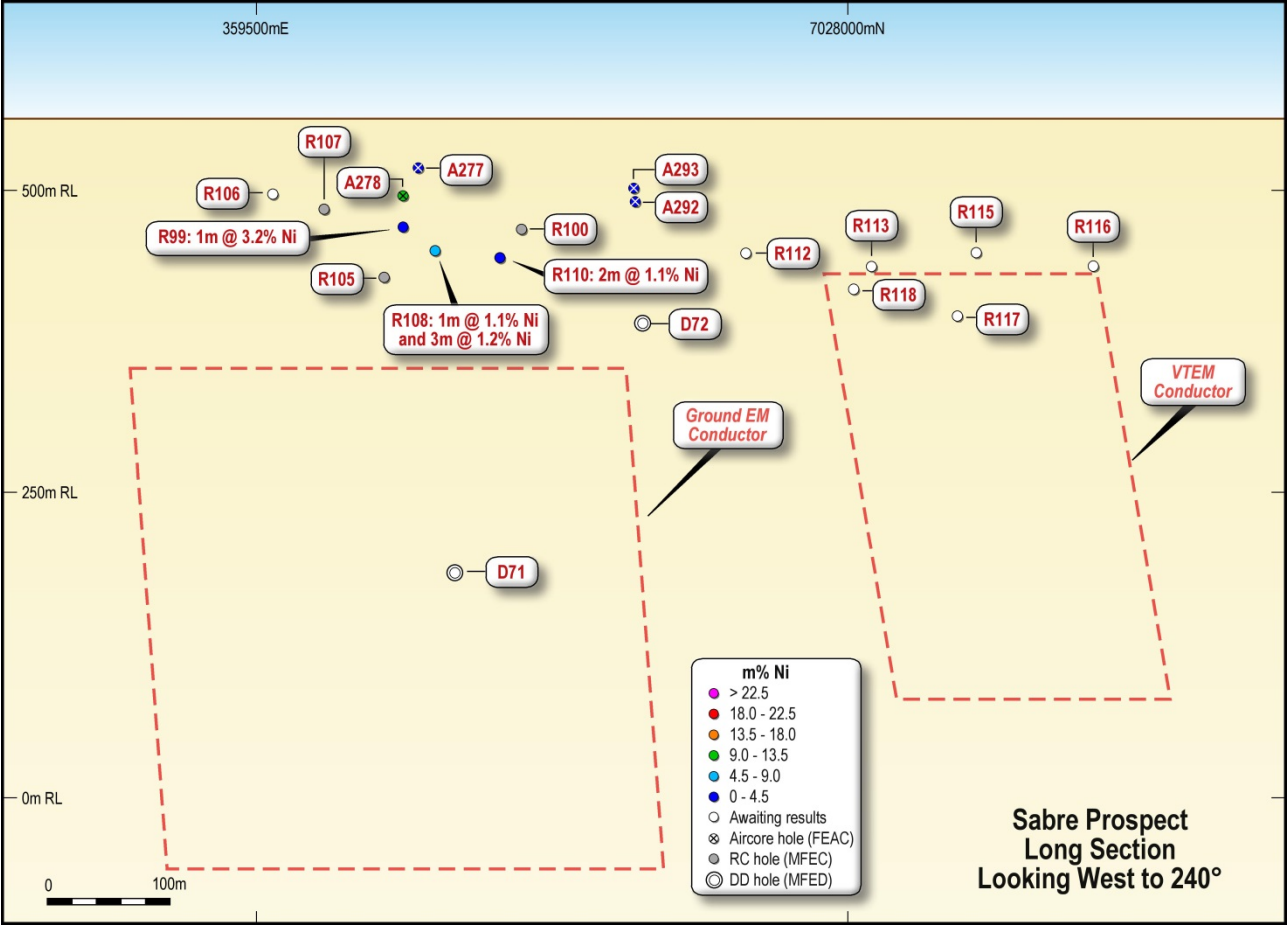 359500mE
7028000mN
R107
A277
A293
A278
R106
500m RL
A292
R115
R113
R116
R99: 1m @ 3.2% Ni
R100
R112
R105
R110: 2m @ 1.1% Ni
R118
R108: 1m @ 1.1% Ni
and 3m @ 1.2% Ni
D72
R117
VTEM
Conductor
Ground EM
Conductor
250m RL
D71
m% Ni
> 22.5
18.0 - 22.5
13.5 - 18.0
9.0 - 13.5
4.5 - 9.0
0 - 4.5
Awaiting results
Aircore hole (FEAC)
RC hole (MFEC)
DD hole (MFED)
0m RL
Sabre Prospect
Long Section
Looking West to 240°
0 100m